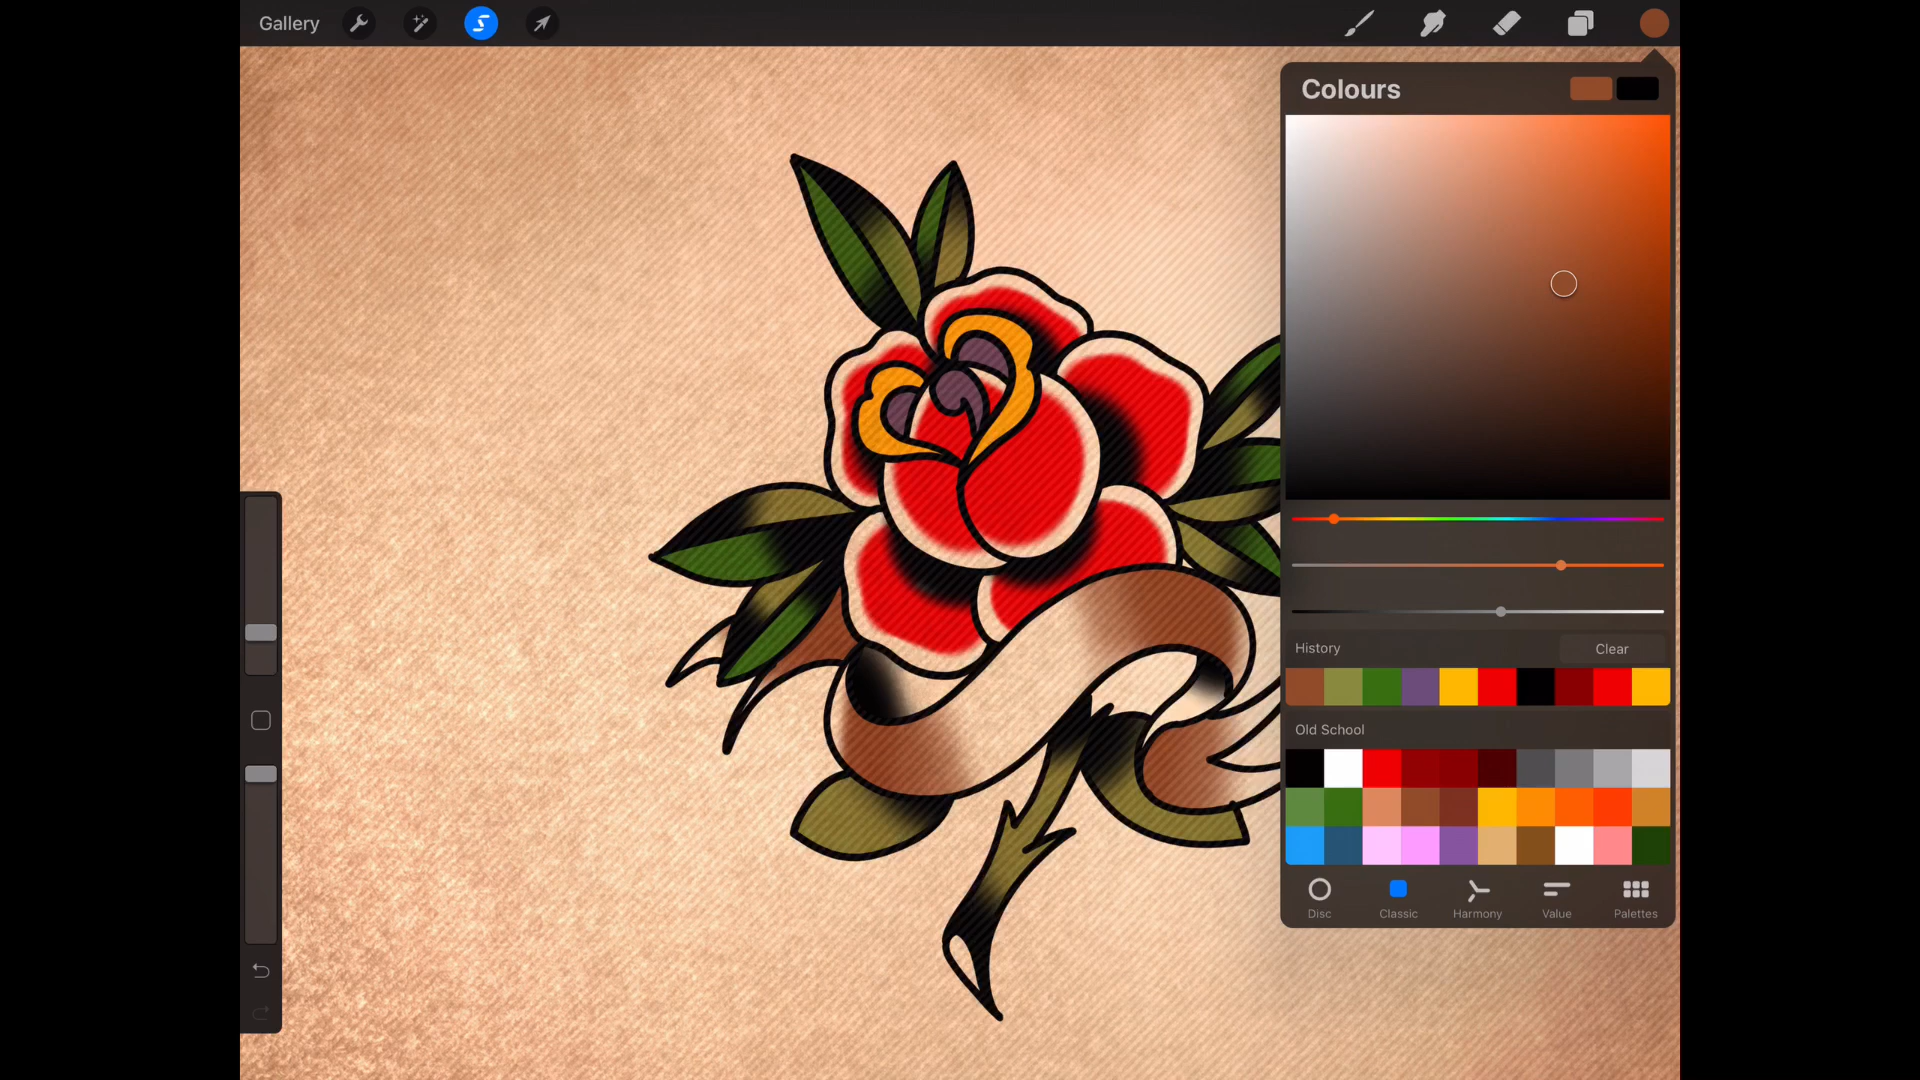 Gallery
Colours
History
Clear
Old School
Disc
Classic
Harmony
Value
Palettes